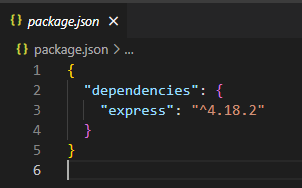 package.json
package.json > ...
1 {
2 "dependencies": {
3 "express": "^4.18.2"
4 }
5 }
6